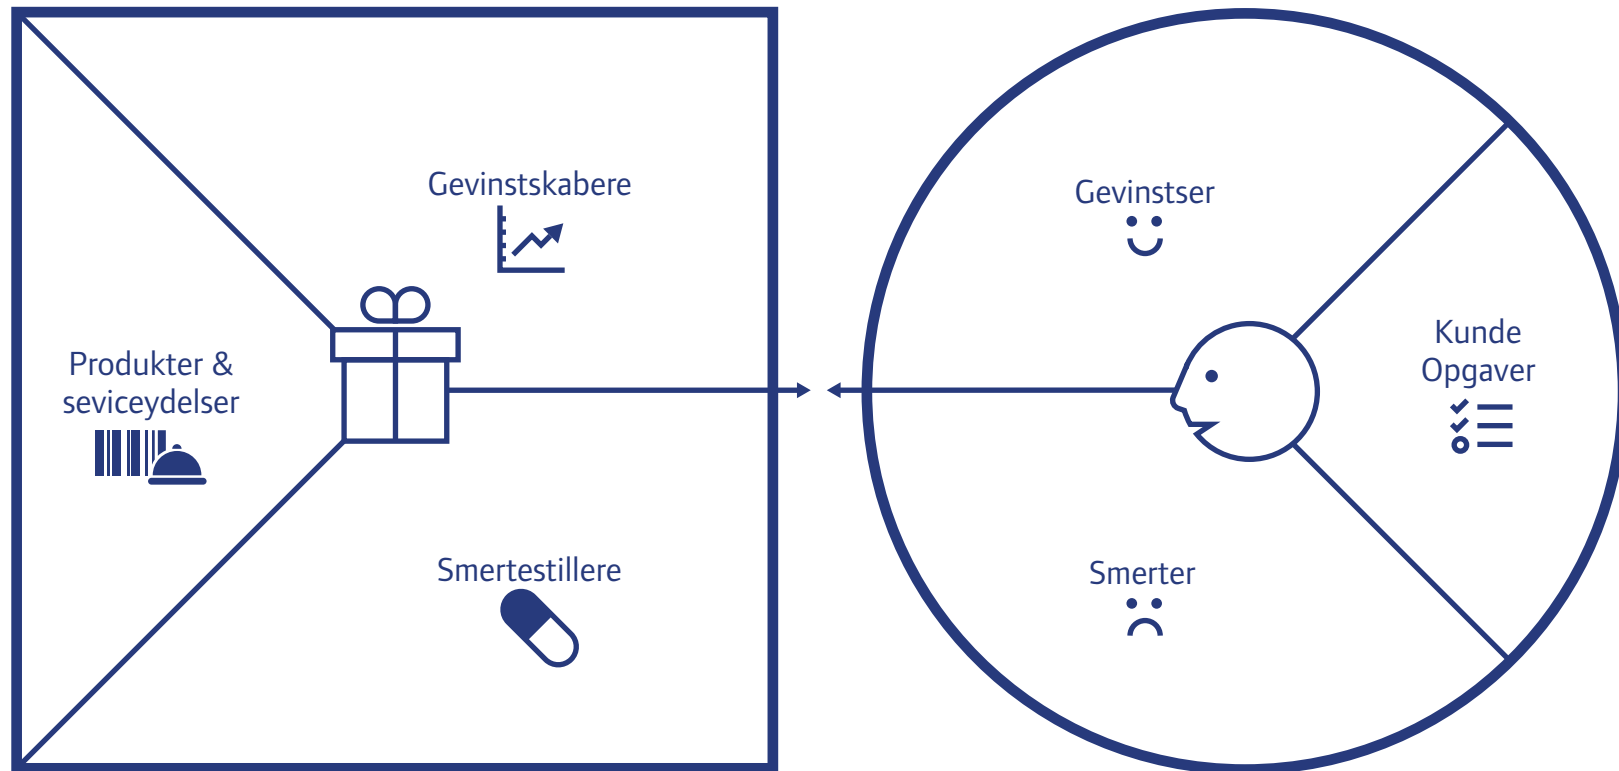 Gevinstskabere
Produkter &
seviceydelser
Smertestillere
Gevinstser
Kunde
Opgaver
Smerter